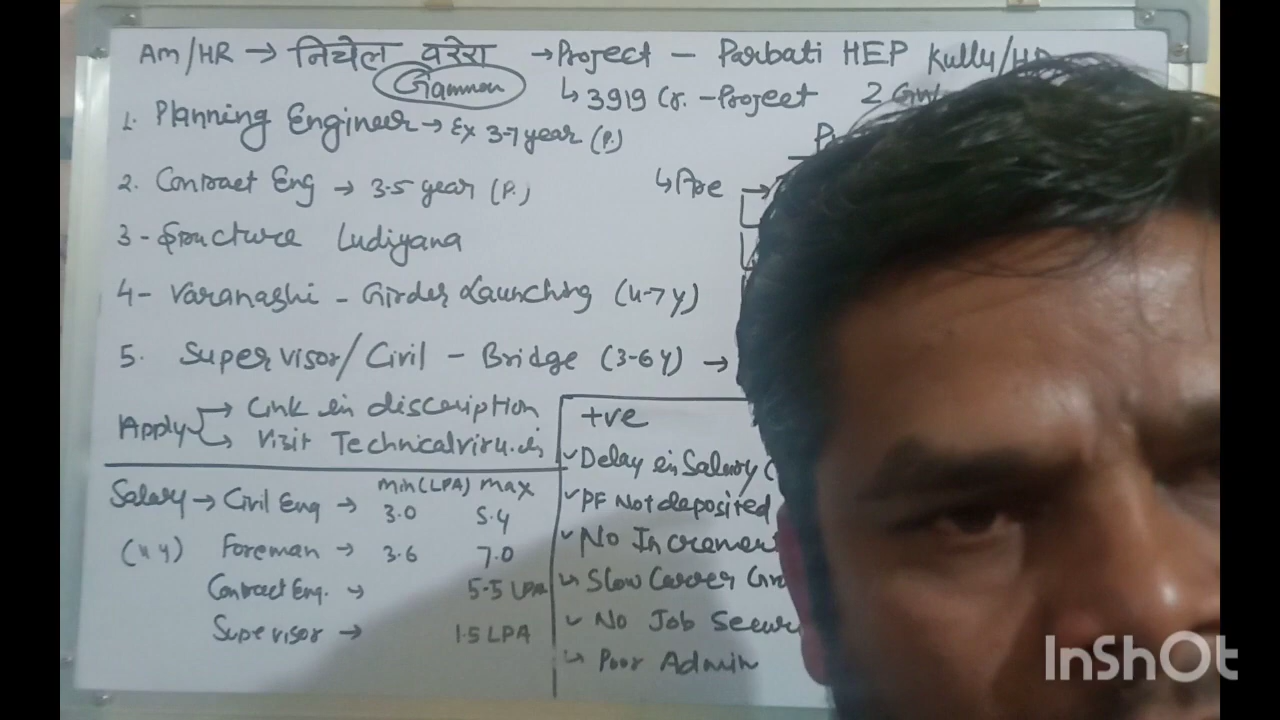 Am/HR → निचेल वरेरा → Project - Parbati HEP Kullu/HP
Gammon ↳ 3919 Cr. - Project 2
1. Planning Engineer → Ex 3-7 year (P.)
2. Contract Eng → 3-5 year (P.)
↳ Are →
3- Structure Ludiyana
4- Varanashi - Girder Launching (4-7 y)
5. Supervisor/Civil - Bridge (3-6 y) →
Apply → Link in discription
→ Visit Technicalviru.in
Salary → Civil Eng → 3.0 5.4
min(LPA) max
(4 y) Foreman → 3.6 7.0
Contract Eng. → 5.5 LPA
Supevisor → 1.5 LPA
+ve
Delay in Salary (
PF Not deposited
No Incremen
Slow Career
No Job Secur
Poor Admin
InShOt